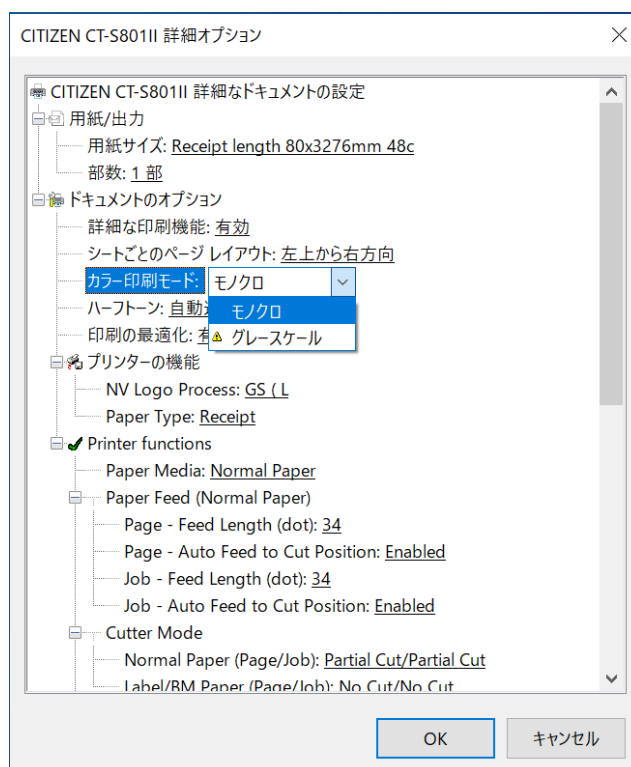 CITIZEN CT-S801II 詳細オプション
CITIZEN CT-S801II 詳細なドキュメントの設定
用紙/出力
用紙サイズ: Receipt length 80x3276mm 48c
部数: 1 部
ドキュメントのオプション
詳細な印刷機能: 有効
シートごとのページ レイアウト: 左上から右方向
カラー印刷モード: モノクロ
ハーフトーン: 自動 モノクロ
印刷の最適化: グレースケール
プリンターの機能
NV Logo Process: GS ( L
Paper Type: Receipt
Printer functions
Paper Media: Normal Paper
Paper Feed (Normal Paper)
Page - Feed Length (dot): 34
Page - Auto Feed to Cut Position: Enabled
Job - Feed Length (dot): 34
Job - Auto Feed to Cut Position: Enabled
Cutter Mode
Normal Paper (Page/Job): Partial Cut/Partial Cut
Label/BM Paper (Page/Job): No Cut/No Cut
OK キャンセル